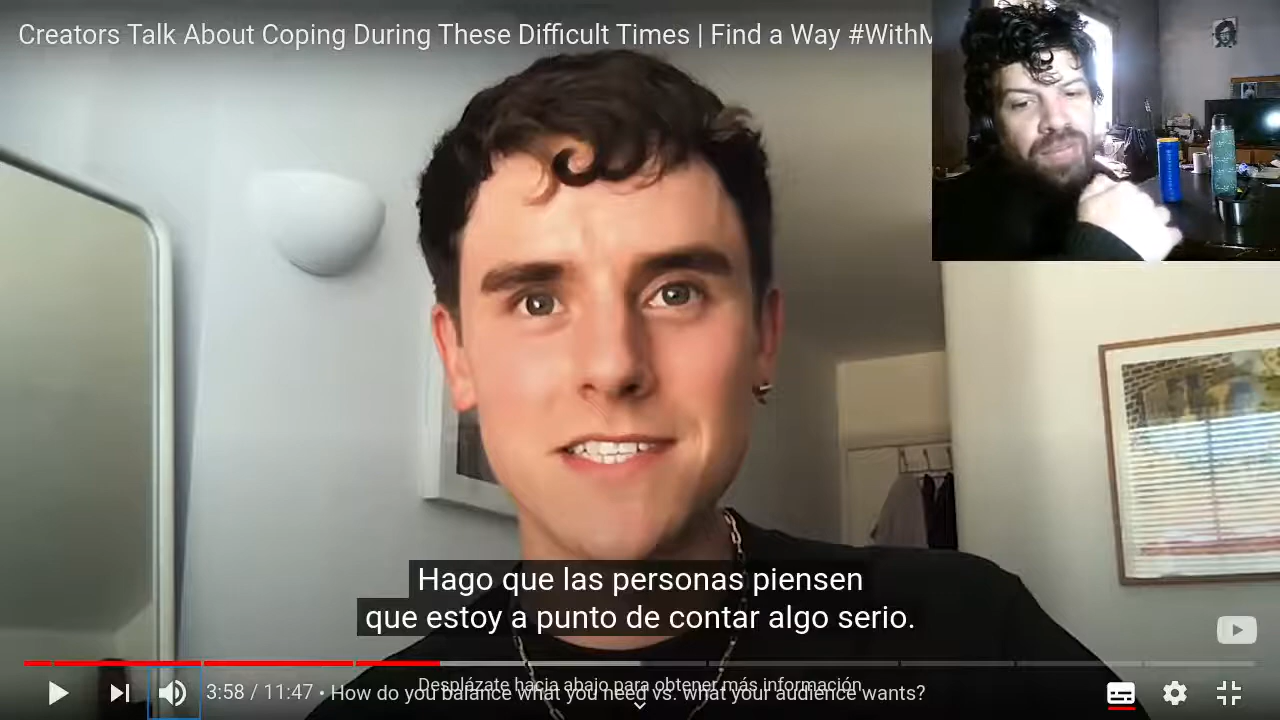 Creators Talk About Coping During These Difficult Times | Find a Way #WithM
Hago que las personas piensen
que estoy a punto de contar algo serio.
Desplázate hacia abajo para obtener más información
3:58 / 11:47 • How do you balance what you need vs. what your audience wants?